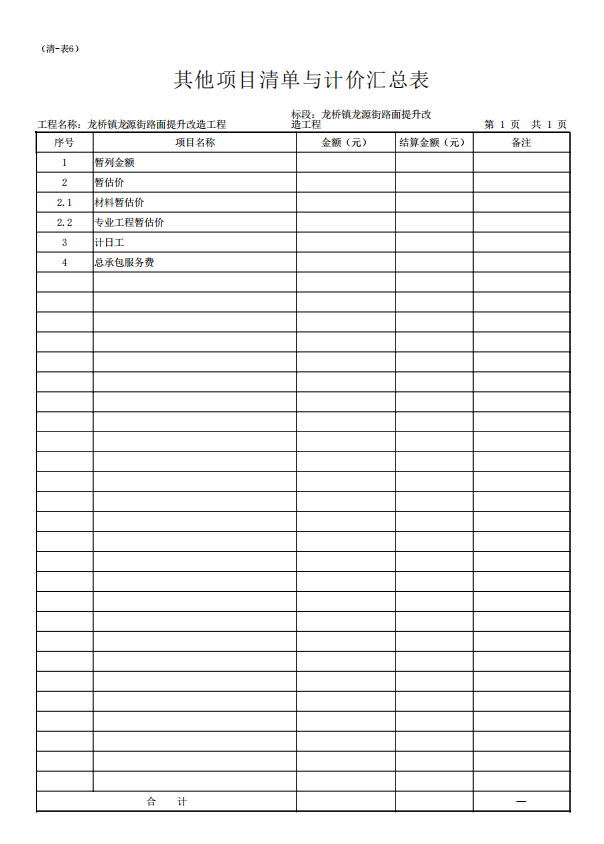 （清-表6）
其他项目清单与计价汇总表
工程名称：龙桥镇龙源街路面提升改造工程
标段：龙桥镇龙源街路面提升改
造工程
第 1 页 共 1 页
序号 项目名称 金额（元） 结算金额（元） 备注
1 暂列金额
2 暂估价
2.1 材料暂估价
2.2 专业工程暂估价
3 计日工
4 总承包服务费
合 计 —